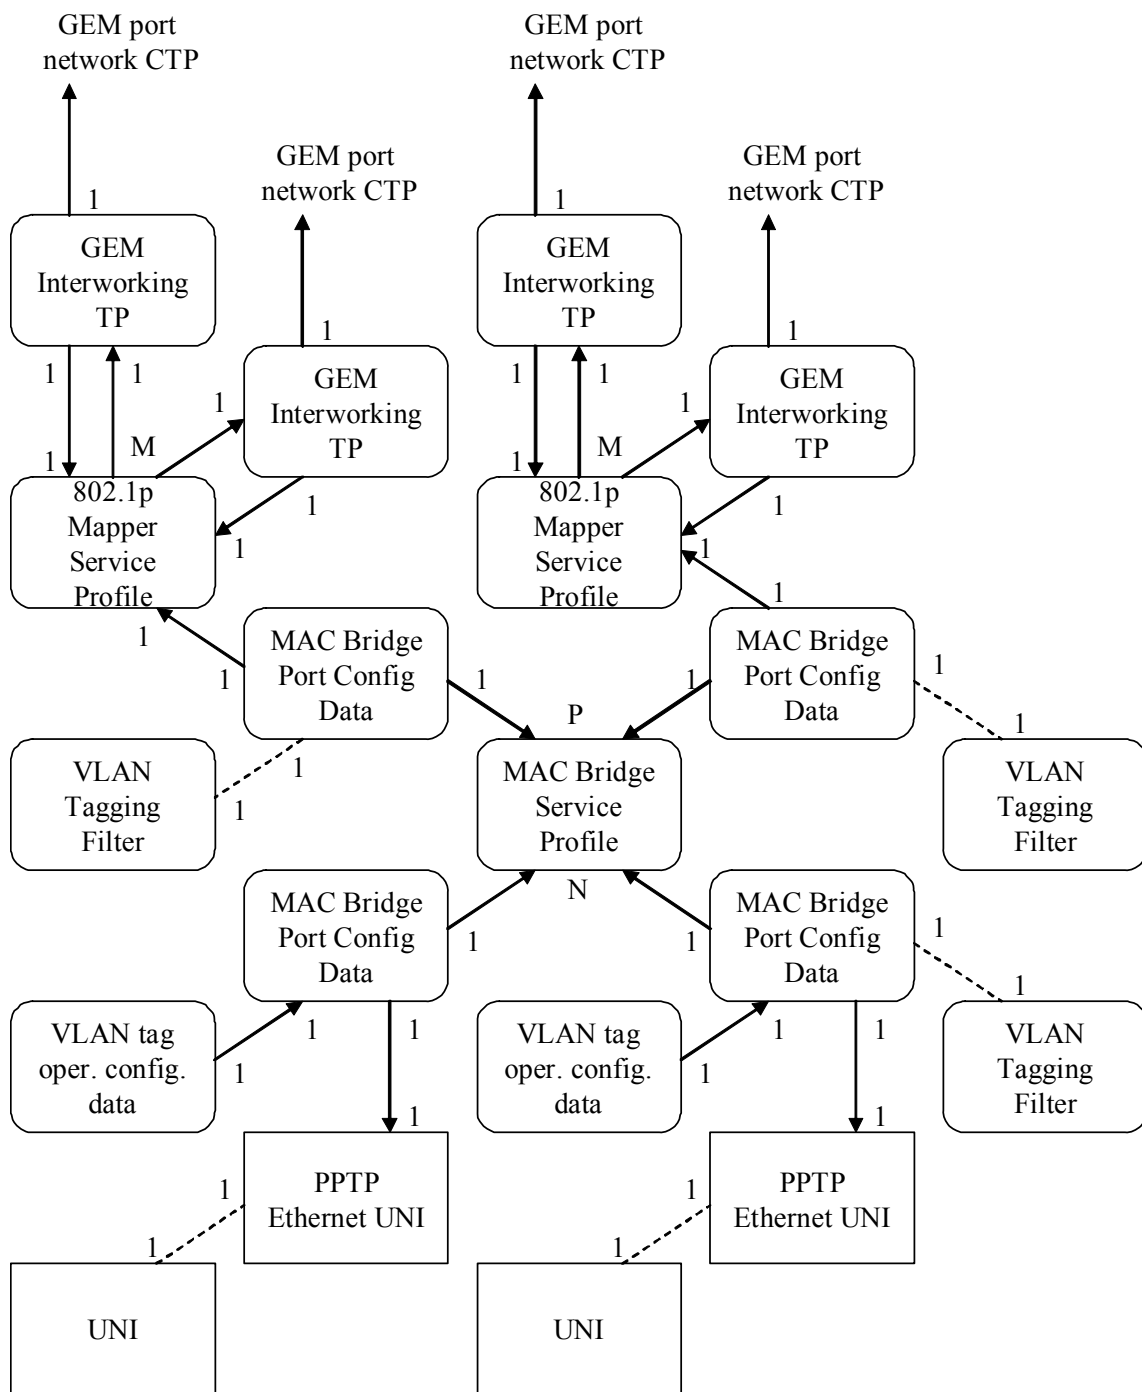 GEM port
network CTP
GEM port
network CTP
GEM port
network CTP
GEM port
network CTP
1
1
GEM
Interworking
TP
GEM
Interworking
TP
1
1
1
1
1
1
GEM
Interworking
TP
GEM
Interworking
TP
1
1
M
M
1
1
802.1p
Mapper
Service
Profile
802.1p
Mapper
Service
Profile
1
1
1
1
1
1
1
1
MAC Bridge
Port Config
Data
MAC Bridge
Port Config
Data
1
1
1
P
1
1
VLAN
Tagging
Filter
1
1
MAC Bridge
Service
Profile
VLAN
Tagging
Filter
N
MAC Bridge
Port Config
Data
MAC Bridge
Port Config
Data
1
1
1
1
VLAN tag
oper. config.
data
1
1
1
VLAN tag
oper. config.
data
1
1
1
VLAN
Tagging
Filter
1
1
PPTP
Ethernet UNI
PPTP
Ethernet UNI
1
1
1
1
UNI
UNI